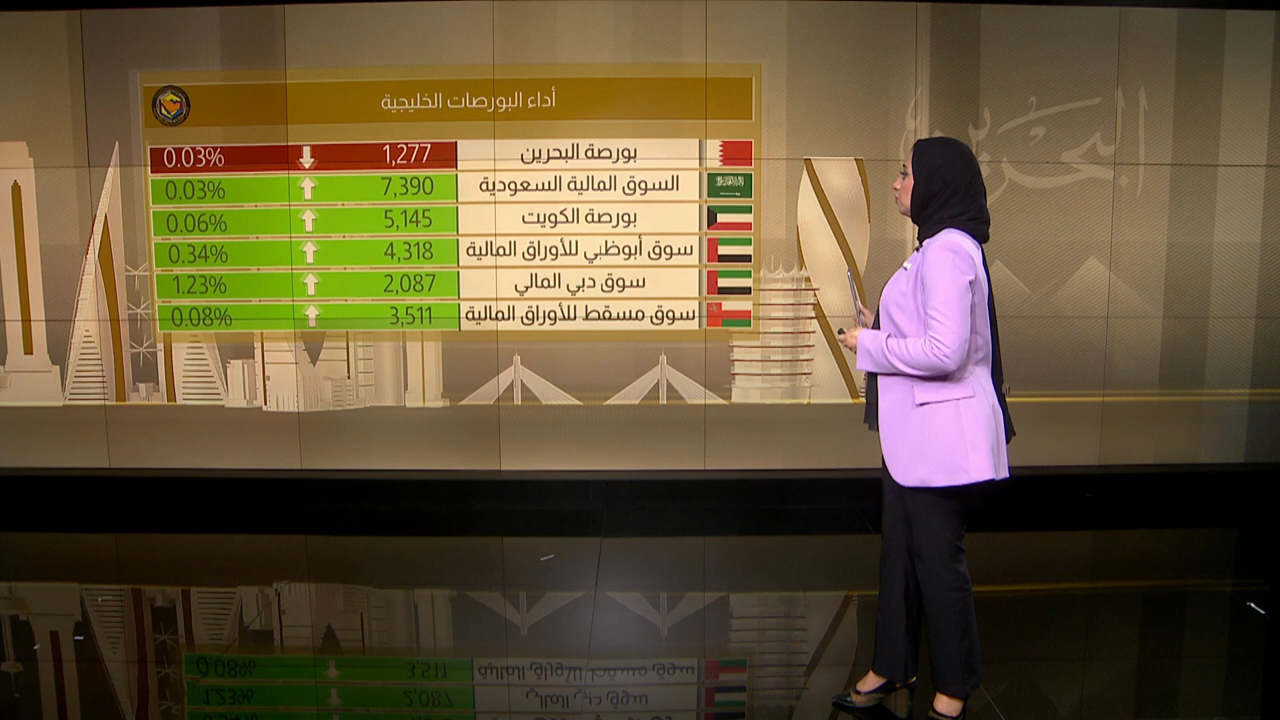 أداء البورصات الخليجية
بورصة البحرين 1,277 0.03%
السوق المالية السعودية 7,390 0.03%
بورصة الكويت 5,145 0.06%
سوق أبوظبي للأوراق المالية 4,318 0.34%
سوق دبي المالي 2,087 1.23%
سوق مسقط للأوراق المالية 3,511 0.08%
البحرين